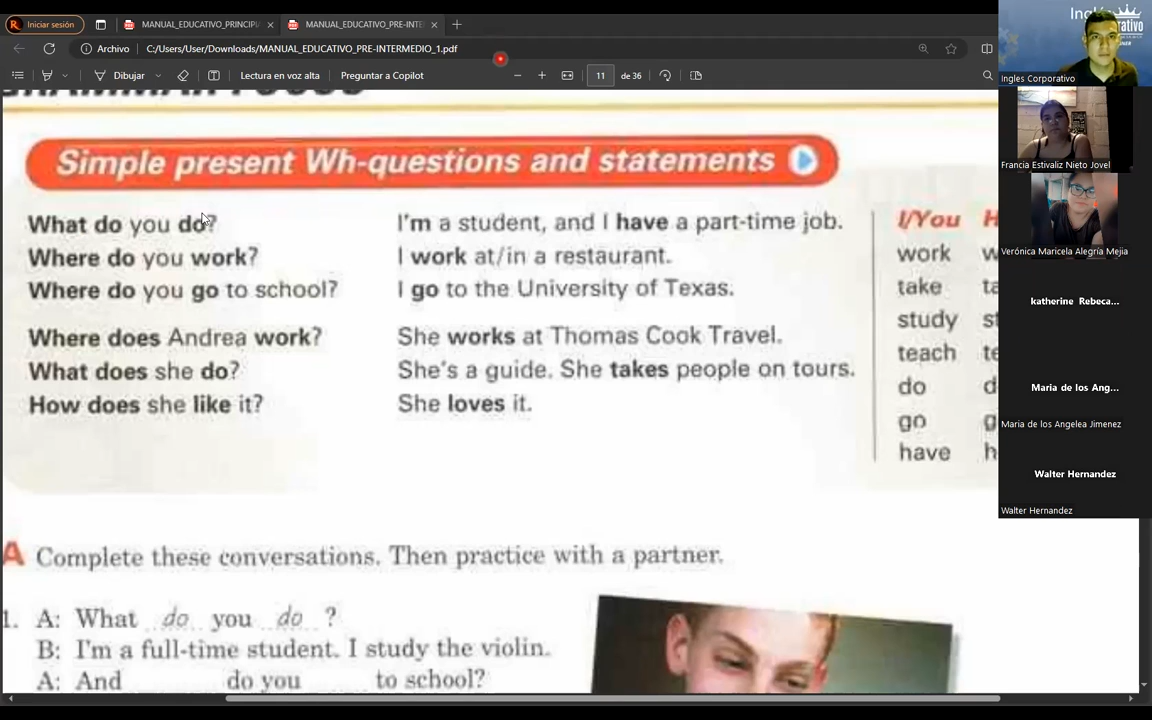 Iniciar sesión
MANUAL_EDUCATIVO_PRINCIPI
MANUAL_EDUCATIVO_PRE-INTE
Archivo
C:/Users/User/Downloads/MANUAL_EDUCATIVO_PRE-INTERMEDIO_1.pdf
Dibujar
Lectura en voz alta
Preguntar a Copilot
11
de 36
Simple present Wh-questions and statements
What do you do?
I'm a student, and I have a part-time job.
Where do you work?
I work at/in a restaurant.
Where do you go to school?
I go to the University of Texas.
Where does Andrea work?
She works at Thomas Cook Travel.
What does she do?
She's a guide. She takes people on tours.
How does she like it?
She loves it.
I/You
work
take
study
teach
do
go
have
A Complete these conversations. Then practice with a partner.
1. A: What do you do ?
B: I'm a full-time student. I study the violin.
A: And do you to school?
Ingles Corporativo
Francia Estivaliz Nieto Jovel
Verónica Maricela Alegría Mejia
katherine Rebeca...
Maria de los Ang...
Maria de los Angelea Jimenez
Walter Hernandez
Walter Hernandez